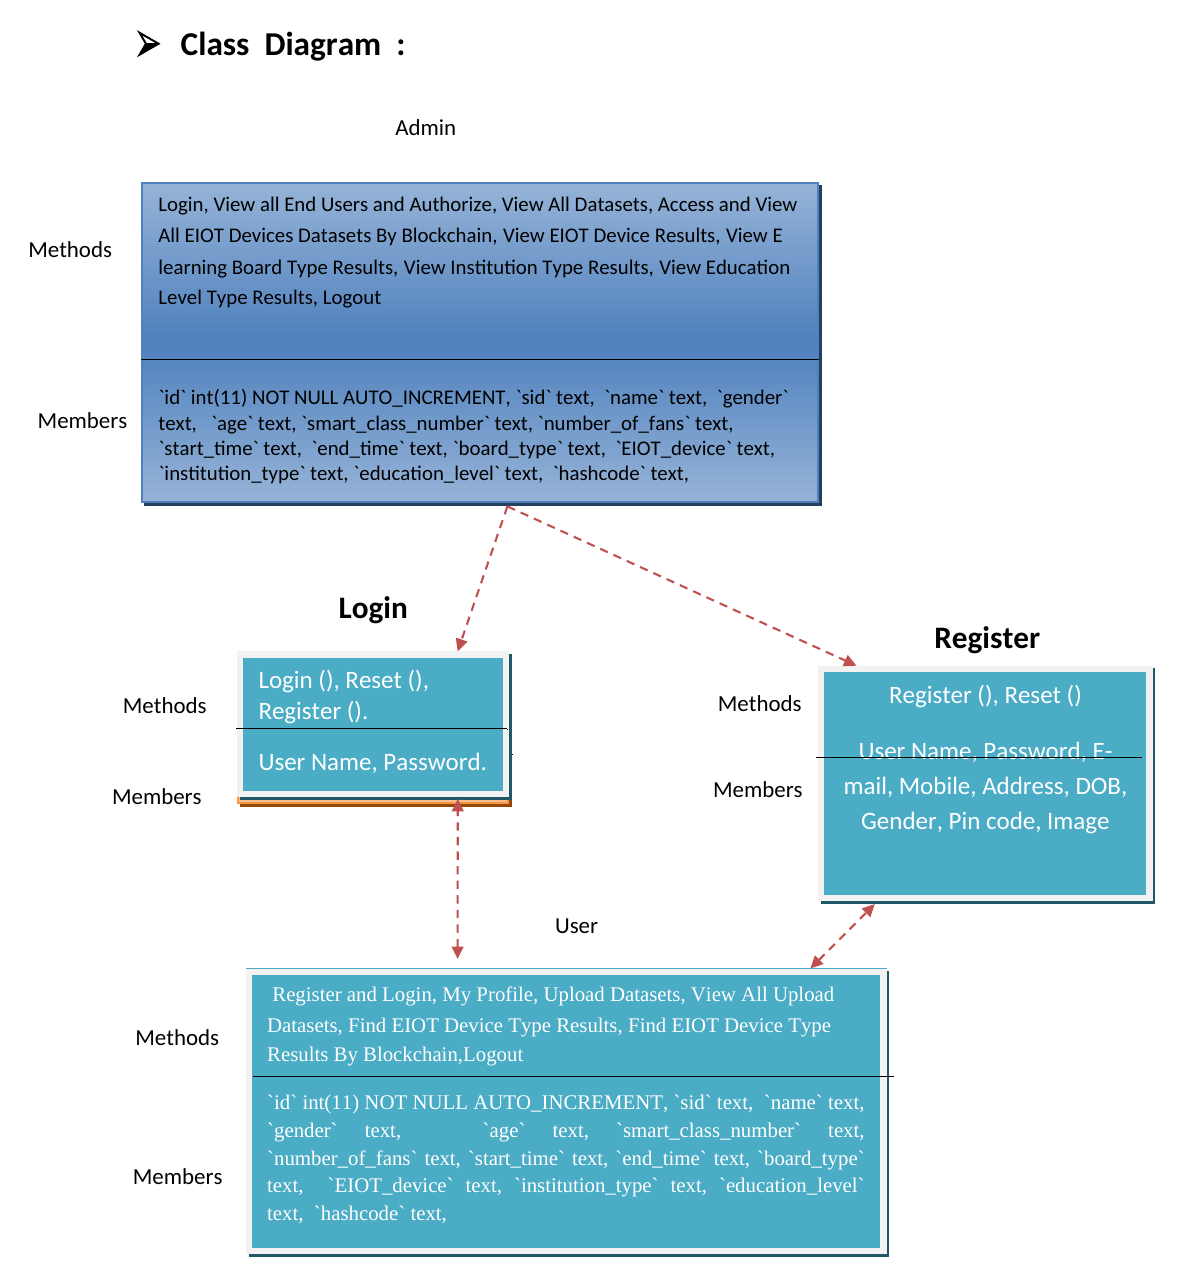 ➢ Class Diagram :
Admin
Methods
Login, View all End Users and Authorize, View All Datasets, Access and View
All EIOT Devices Datasets By Blockchain, View EIOT Device Results, View E
learning Board Type Results, View Institution Type Results, View Education
Level Type Results, Logout
Members
`id` int(11) NOT NULL AUTO_INCREMENT, `sid` text, `name` text, `gender`
text, `age` text, `smart_class_number` text, `number_of_fans` text,
`start_time` text, `end_time` text, `board_type` text, `EIOT_device` text,
`institution_type` text, `education_level` text, `hashcode` text,
Login
Methods
Login (), Reset (),
Register ().
Members
User Name, Password.
Register
Methods
Register (), Reset ()
Members
User Name, Password, E-
mail, Mobile, Address, DOB,
Gender, Pin code, Image
User
Methods
Register and Login, My Profile, Upload Datasets, View All Upload
Datasets, Find EIOT Device Type Results, Find EIOT Device Type
Results By Blockchain,Logout
Members
`id` int(11) NOT NULL AUTO_INCREMENT, `sid` text, `name` text,
`gender` text, `age` text, `smart_class_number` text,
`number_of_fans` text, `start_time` text, `end_time` text, `board_type`
text, `EIOT_device` text, `institution_type` text, `education_level`
text, `hashcode` text,